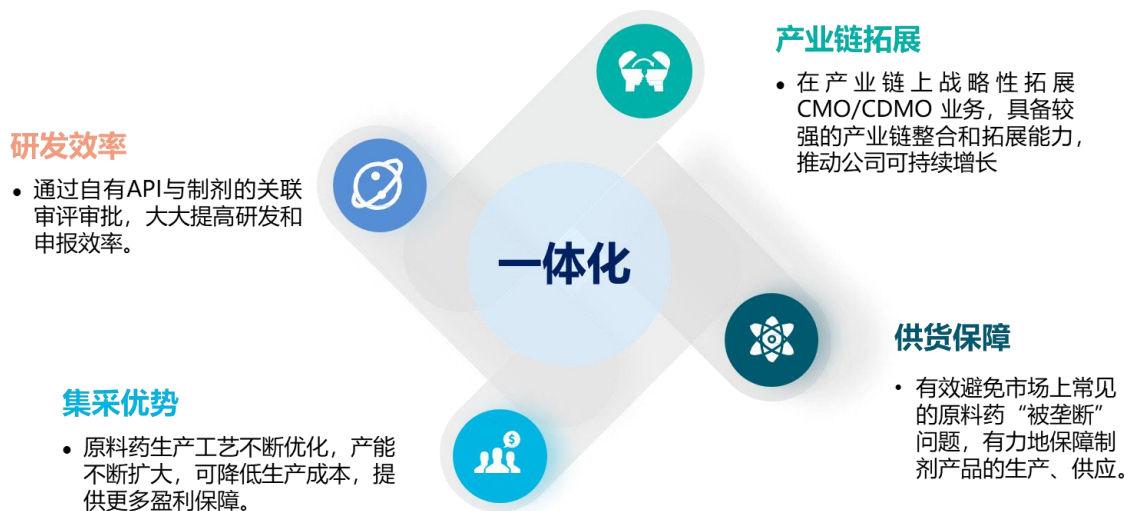 产业链拓展
• 在产业链上战略性拓展
CMO/CDMO 业务，具备较
强的产业链整合和拓展能力，
推动公司可持续增长
研发效率
• 通过自有API与制剂的关联
审评审批，大大提高研发和
申报效率。
一体化
供货保障
• 有效避免市场上常见
的原料药“被垄断”
问题，有力地保障制
剂产品的生产、供应。
集采优势
• 原料药生产工艺不断优化，产能
不断扩大，可降低生产成本，提
供更多盈利保障。
$